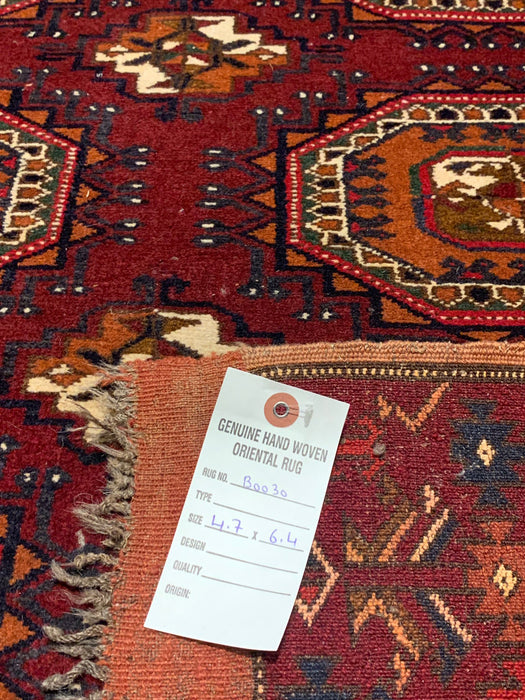 GENUINE HAND WOVEN
ORIENTAL RUG
RUG NO. B0030
TYPE
SIZE 4.7 X 6.4
DESIGN
QUALITY
ORIGIN: